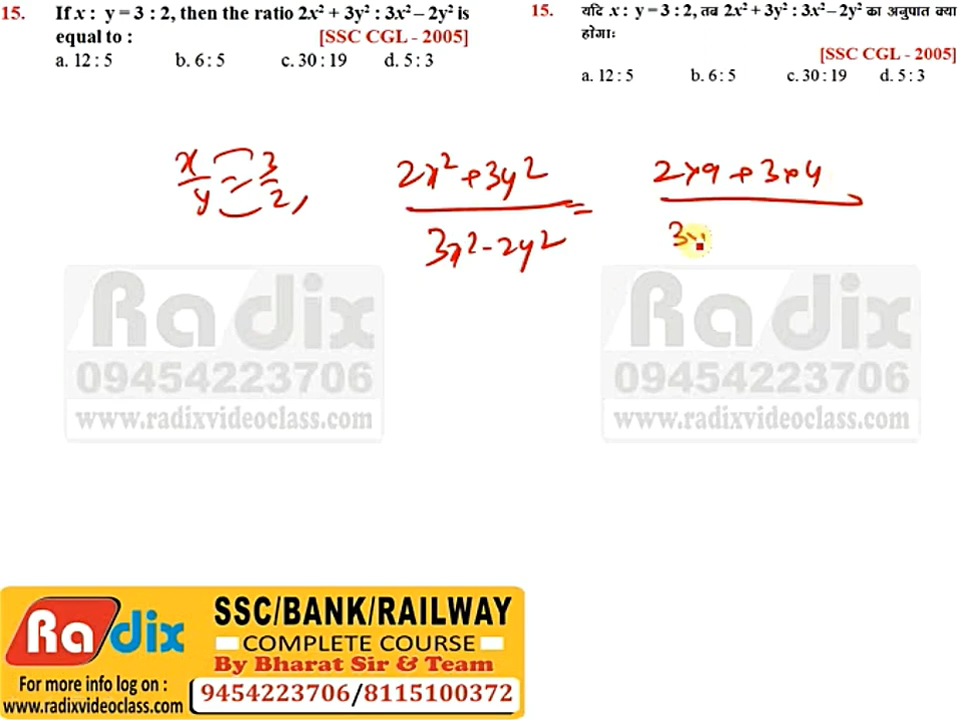 15. If x : y = 3 : 2, then the ratio 2x² + 3y² : 3x² – 2y² is
equal to : [SSC CGL - 2005]
a. 12 : 5 b. 6 : 5 c. 30 : 19 d. 5 : 3
15. यदि x : y = 3 : 2, तब 2x² + 3y² : 3x² – 2y² का अनुपात क्या
होगाः
[SSC CGL - 2005]
a. 12 : 5 b. 6 : 5 c. 30 : 19 d. 5 : 3
x/y = 3/2, (2x² + 3y²)/(3x² - 2y²) = (2×9 + 3×4)/(3×
Radix
09454223706
www.radixvideoclass.com
Radix
09454223706
www.radixvideoclass.com
Radix
For more info log on :
www.radixvideoclass.com
SSC/BANK/RAILWAY
COMPLETE COURSE
By Bharat Sir & Team
9454223706/8115100372